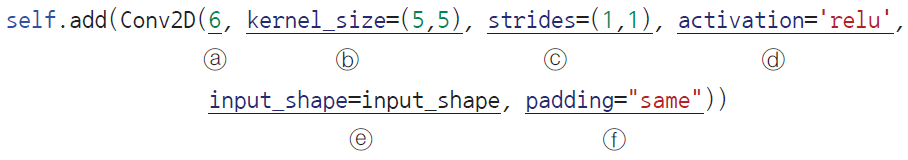 self.add(Conv2D(6, kernel_size=(5,5), strides=(1,1), activation='relu',
ⓐ ⓑ ⓒ ⓓ
input_shape=input_shape, padding="same"))
ⓔ ⓕ